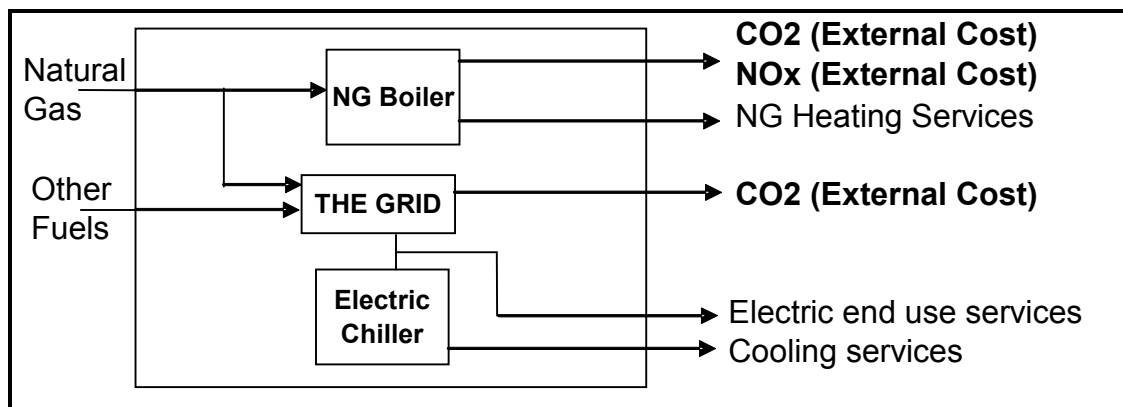 Natural
Gas
Other
Fuels
NG Boiler
THE GRID
Electric
Chiller
CO2 (External Cost)
NOx (External Cost)
NG Heating Services
CO2 (External Cost)
Electric end use services
Cooling services